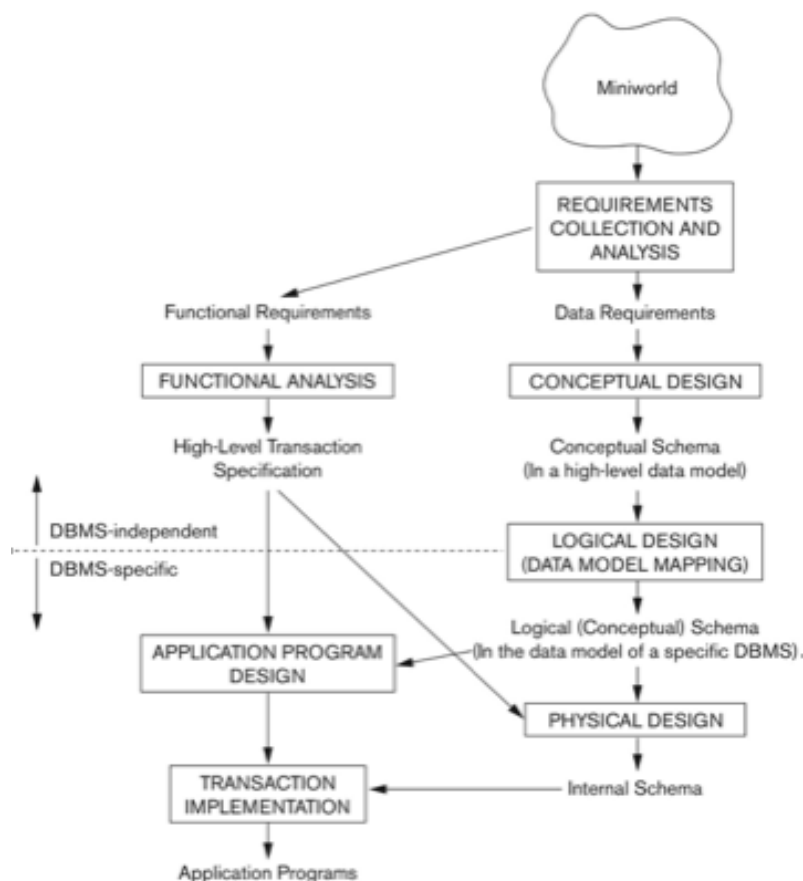 Miniworld
REQUIREMENTS
COLLECTION AND
ANALYSIS
Functional Requirements
Data Requirements
FUNCTIONAL ANALYSIS
CONCEPTUAL DESIGN
High-Level Transaction
Specification
Conceptual Schema
(In a high-level data model)
DBMS-independent
DBMS-specific
LOGICAL DESIGN
(DATA MODEL MAPPING)
Logical (Conceptual) Schema
(In the data model of a specific DBMS).
APPLICATION PROGRAM
DESIGN
PHYSICAL DESIGN
TRANSACTION
IMPLEMENTATION
Internal Schema
Application Programs